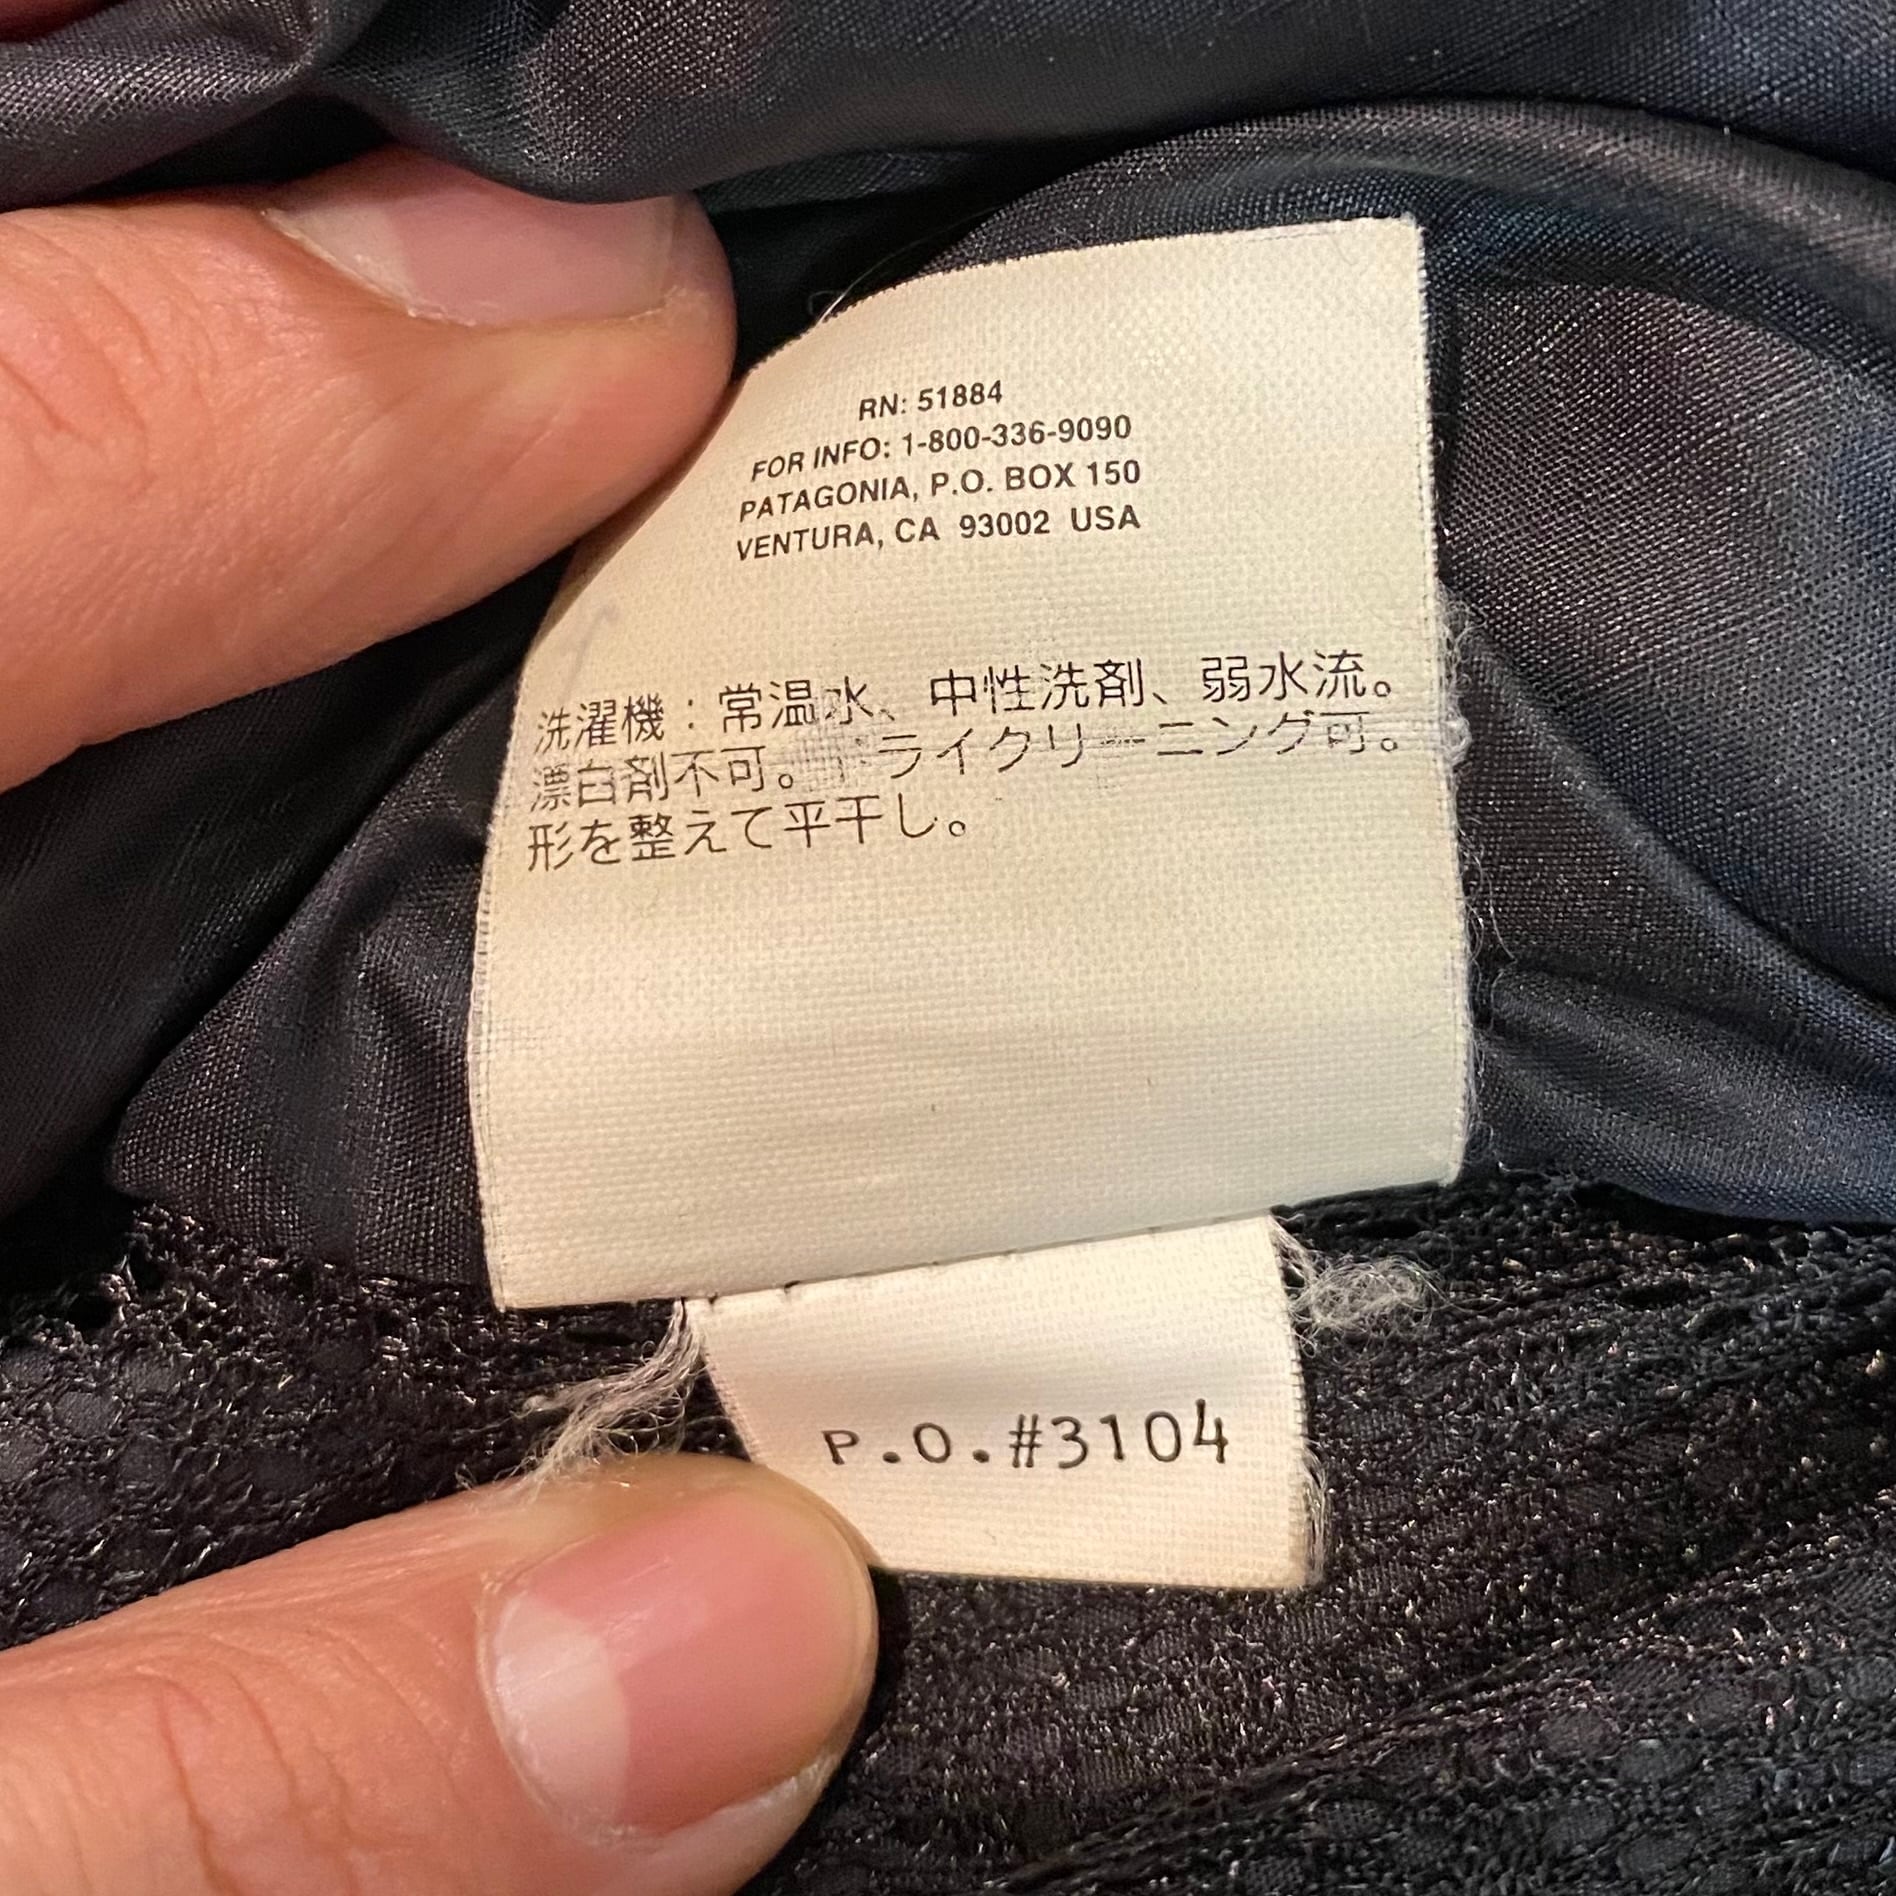 RN: 51884
FOR INFO: 1-800-336-9090
PATAGONIA, P.O. BOX 150
VENTURA, CA 93002 USA
洗濯機：常温水、中性洗剤、弱水流。
漂白剤不可。ドライクリーニング可。
形を整えて平干し。
P.O.#3104